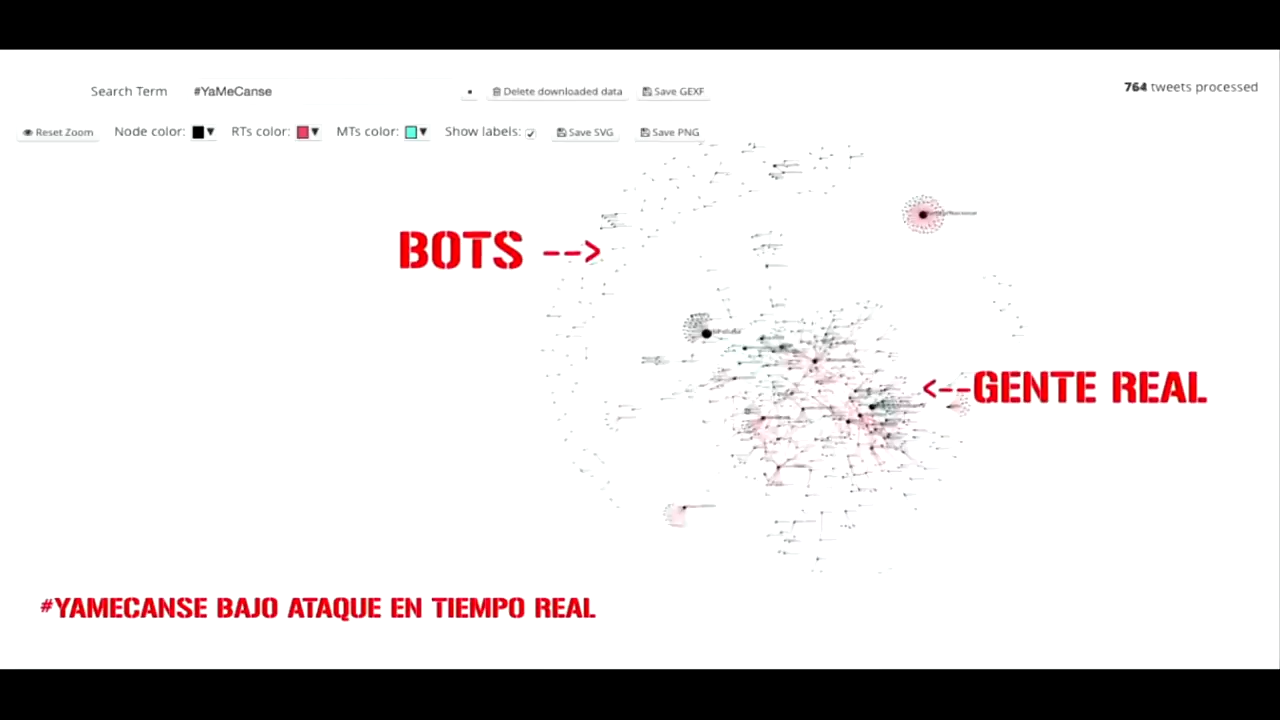 Search Term #YaMeCanse Delete downloaded data Save GEXF 764 tweets processed
Reset Zoom Node color: RTs color: MTs color: Show labels: Save SVG Save PNG
BOTS -->
<--GENTE REAL
#YAMECANSE BAJO ATAQUE EN TIEMPO REAL